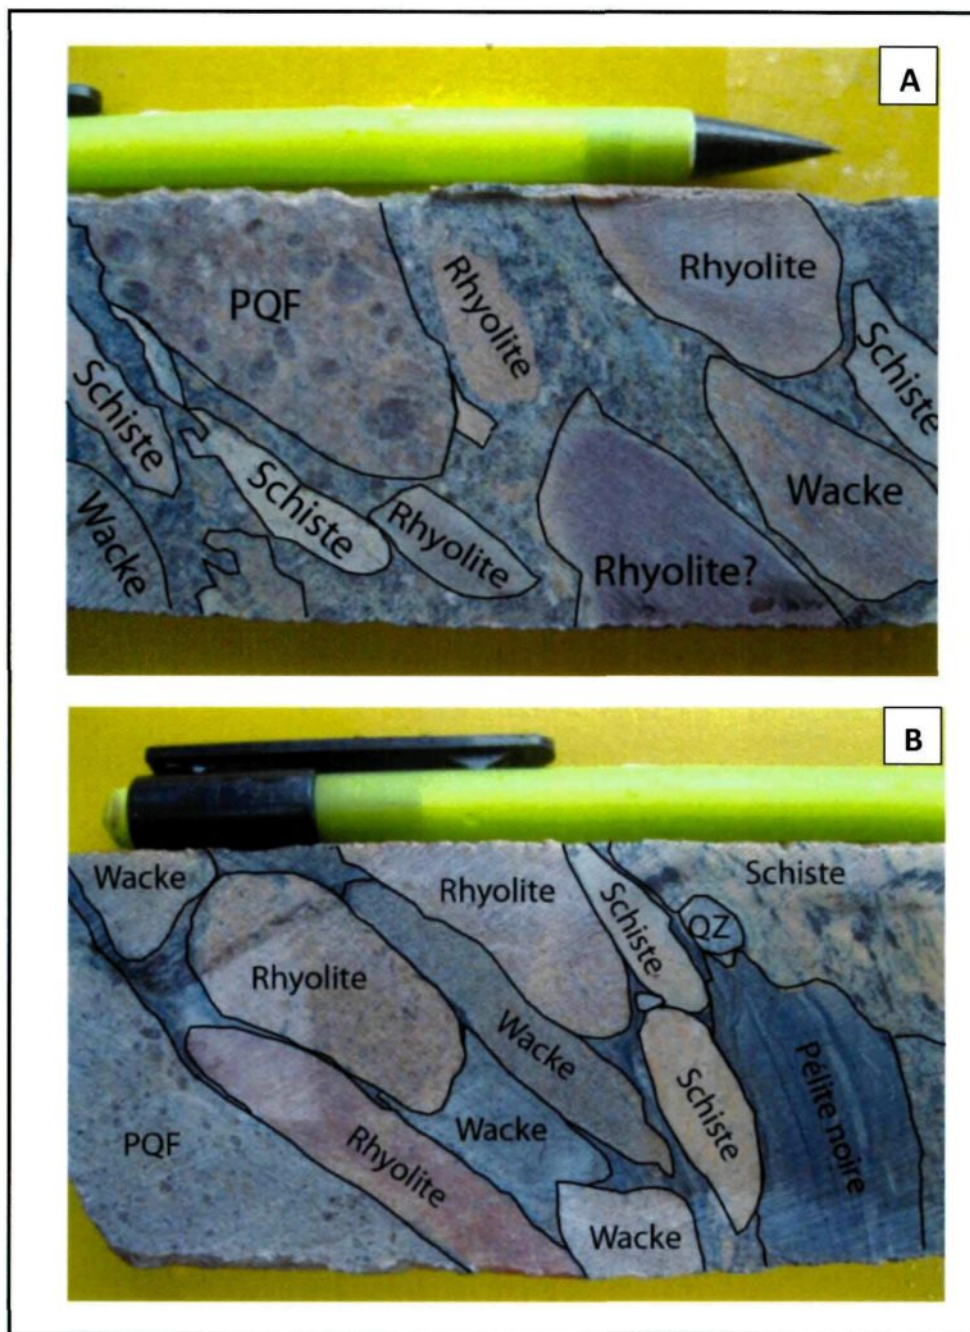 A
PQF
Rhyolite
Rhyolite
Schiste
Schiste
Schiste
Rhyolite
Wacke
Wacke
Rhyolite?
B
Wacke
Rhyolite
Schiste
Schiste
QZ
Rhyolite
Wacke
Schiste
Pélite noire
PQF
Rhyolite
Wacke
Wacke